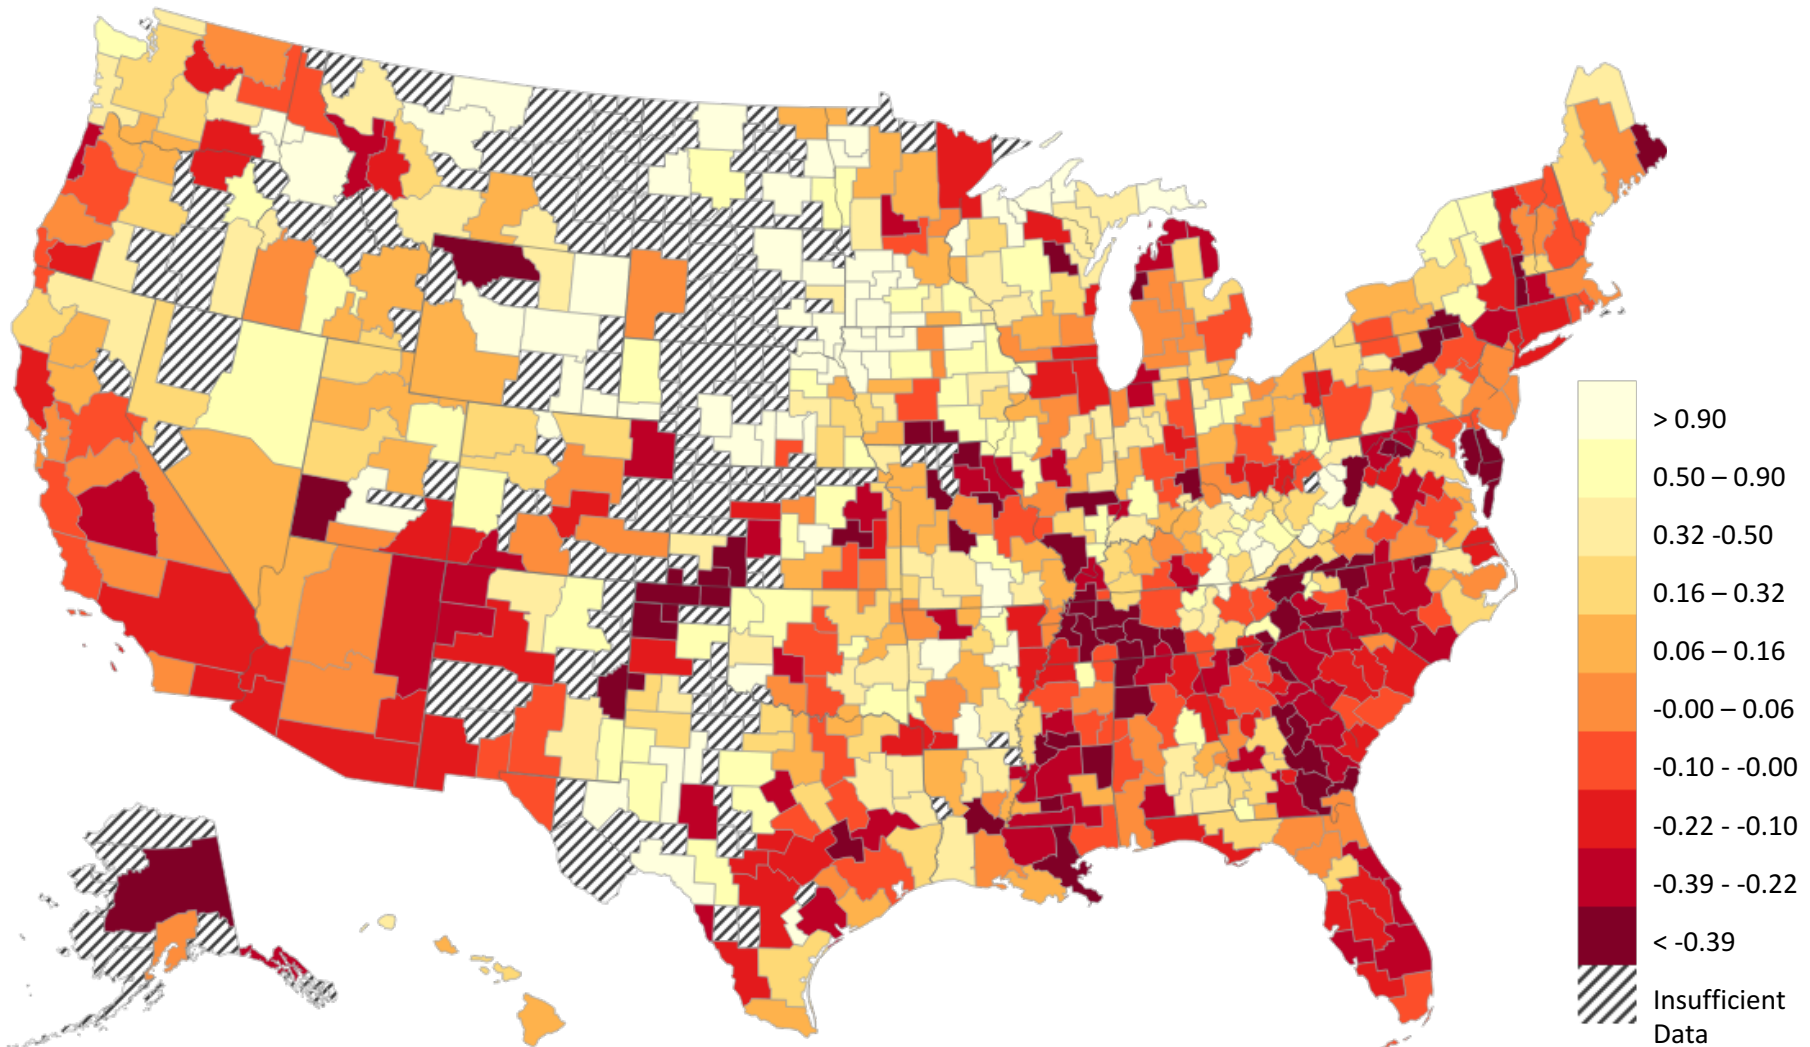 > 0.90
0.50 – 0.90
0.32 -0.50
0.16 – 0.32
0.06 – 0.16
-0.00 – 0.06
-0.10 - -0.00
-0.22 - -0.10
-0.39 - -0.22
< -0.39
Insufficient
Data